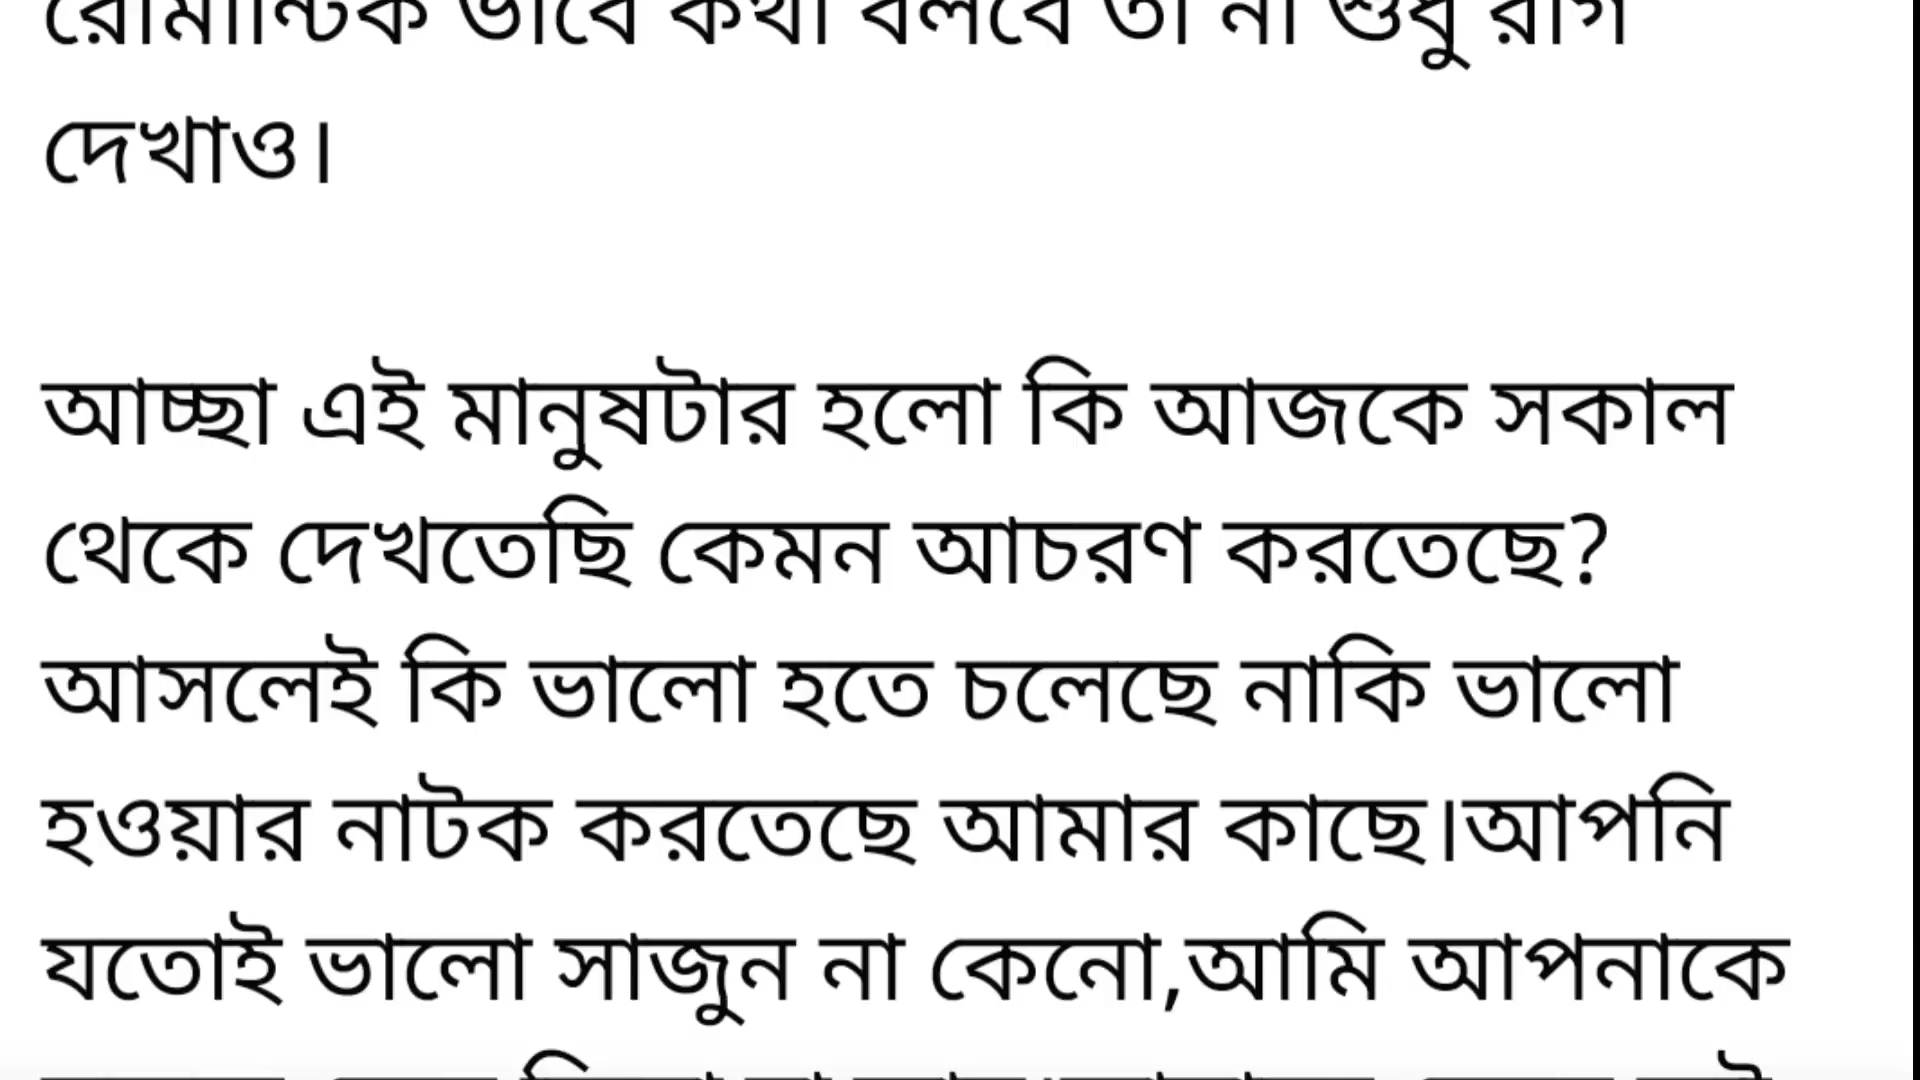 রোমান্টিক ভাবে কথা বলবে তা না শুধু রাগ
দেখাও।
আচ্ছা এই মানুষটার হলো কি আজকে সকাল
থেকে দেখতেছি কেমন আচরণ করতেছে?
আসলেই কি ভালো হতে চলেছে নাকি ভালো
হওয়ার নাটক করতেছে আমার কাছে।আপনি
যতোই ভালো সাজুন না কেনো,আমি আপনাকে